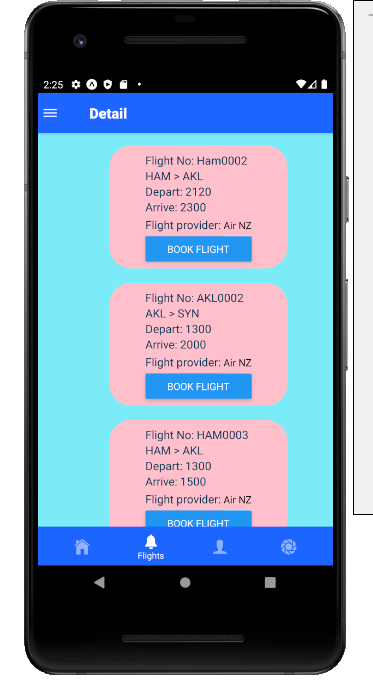 2:25
Detail
Flight No: Ham0002
HAM > AKL
Depart: 2120
Arrive: 2300
Flight provider: Air NZ
BOOK FLIGHT
Flight No: AKL0002
AKL > SYN
Depart: 1300
Arrive: 2000
Flight provider: Air NZ
BOOK FLIGHT
Flight No: HAM0003
HAM > AKL
Depart: 1300
Arrive: 1500
Flight provider: Air NZ
BOOK FLIGHT
Flights